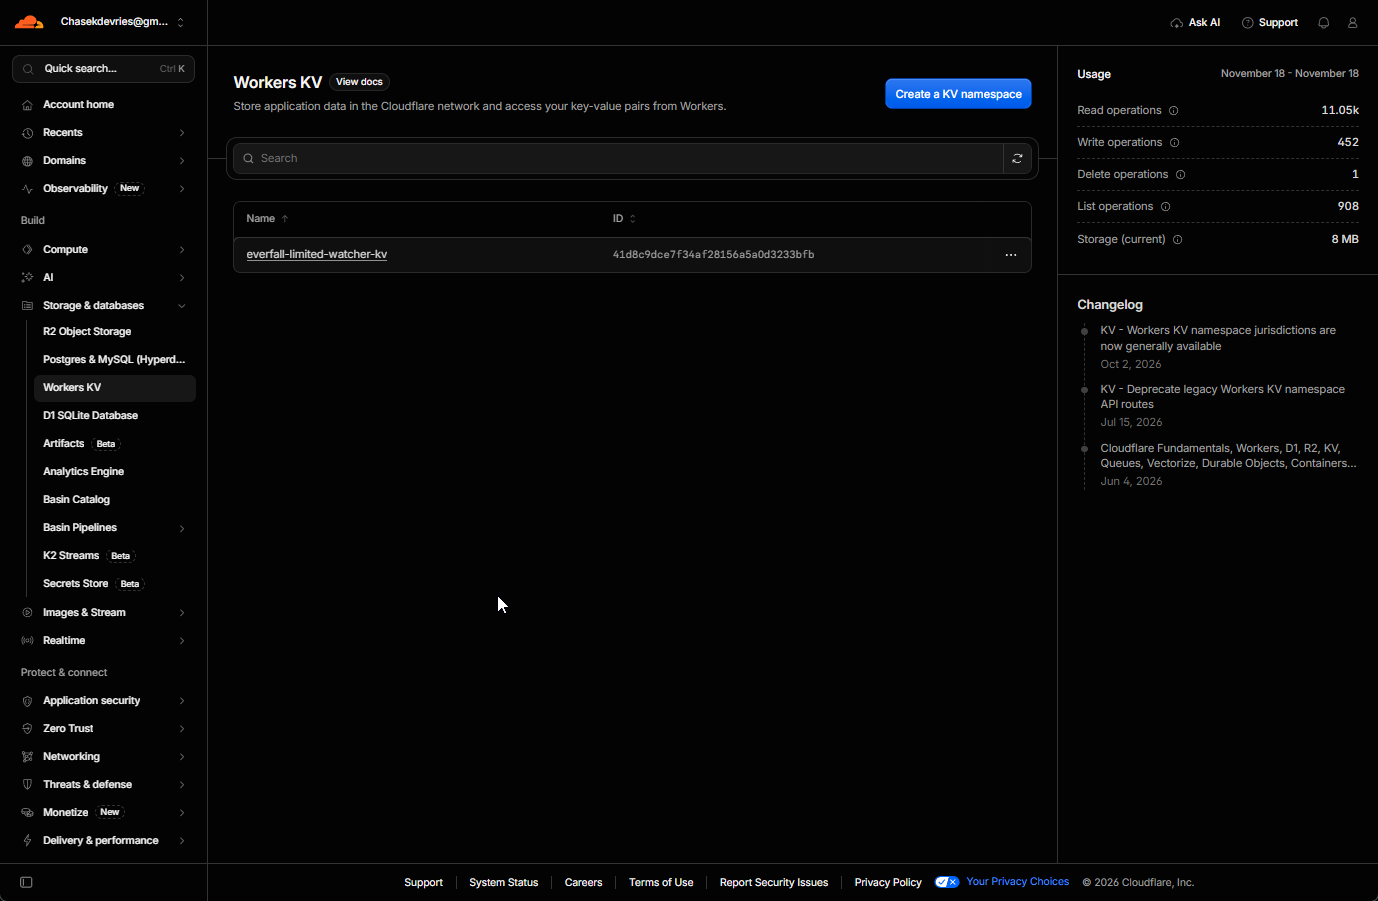 Chasekdevries@gm...
Ask AI
Support
Quick search...
Ctrl K
Account home
Recents
Domains
Observability New
Build
Compute
AI
Storage & databases
R2 Object Storage
Postgres & MySQL (Hyperd...
Workers KV
D1 SQLite Database
Artifacts Beta
Analytics Engine
Basin Catalog
Basin Pipelines
K2 Streams Beta
Secrets Store Beta
Images & Stream
Realtime
Protect & connect
Application security
Zero Trust
Networking
Threats & defense
Monetize New
Delivery & performance
Workers KV View docs
Store application data in the Cloudflare network and access your key-value pairs from Workers.
Create a KV namespace
Search
Name ID
everfall-limited-watcher-kv 41d8c9dce7f34af28156a5a0d3233bfb
Usage November 18 - November 18
Read operations 11.05k
Write operations 452
Delete operations 1
List operations 908
Storage (current) 8 MB
Changelog
KV - Workers KV namespace jurisdictions are
now generally available
Oct 2, 2026
KV - Deprecate legacy Workers KV namespace
API routes
Jul 15, 2026
Cloudflare Fundamentals, Workers, D1, R2, KV,
Queues, Vectorize, Durable Objects, Containers...
Jun 4, 2026
Support System Status Careers Terms of Use Report Security Issues Privacy Policy Your Privacy Choices © 2026 Cloudflare, Inc.